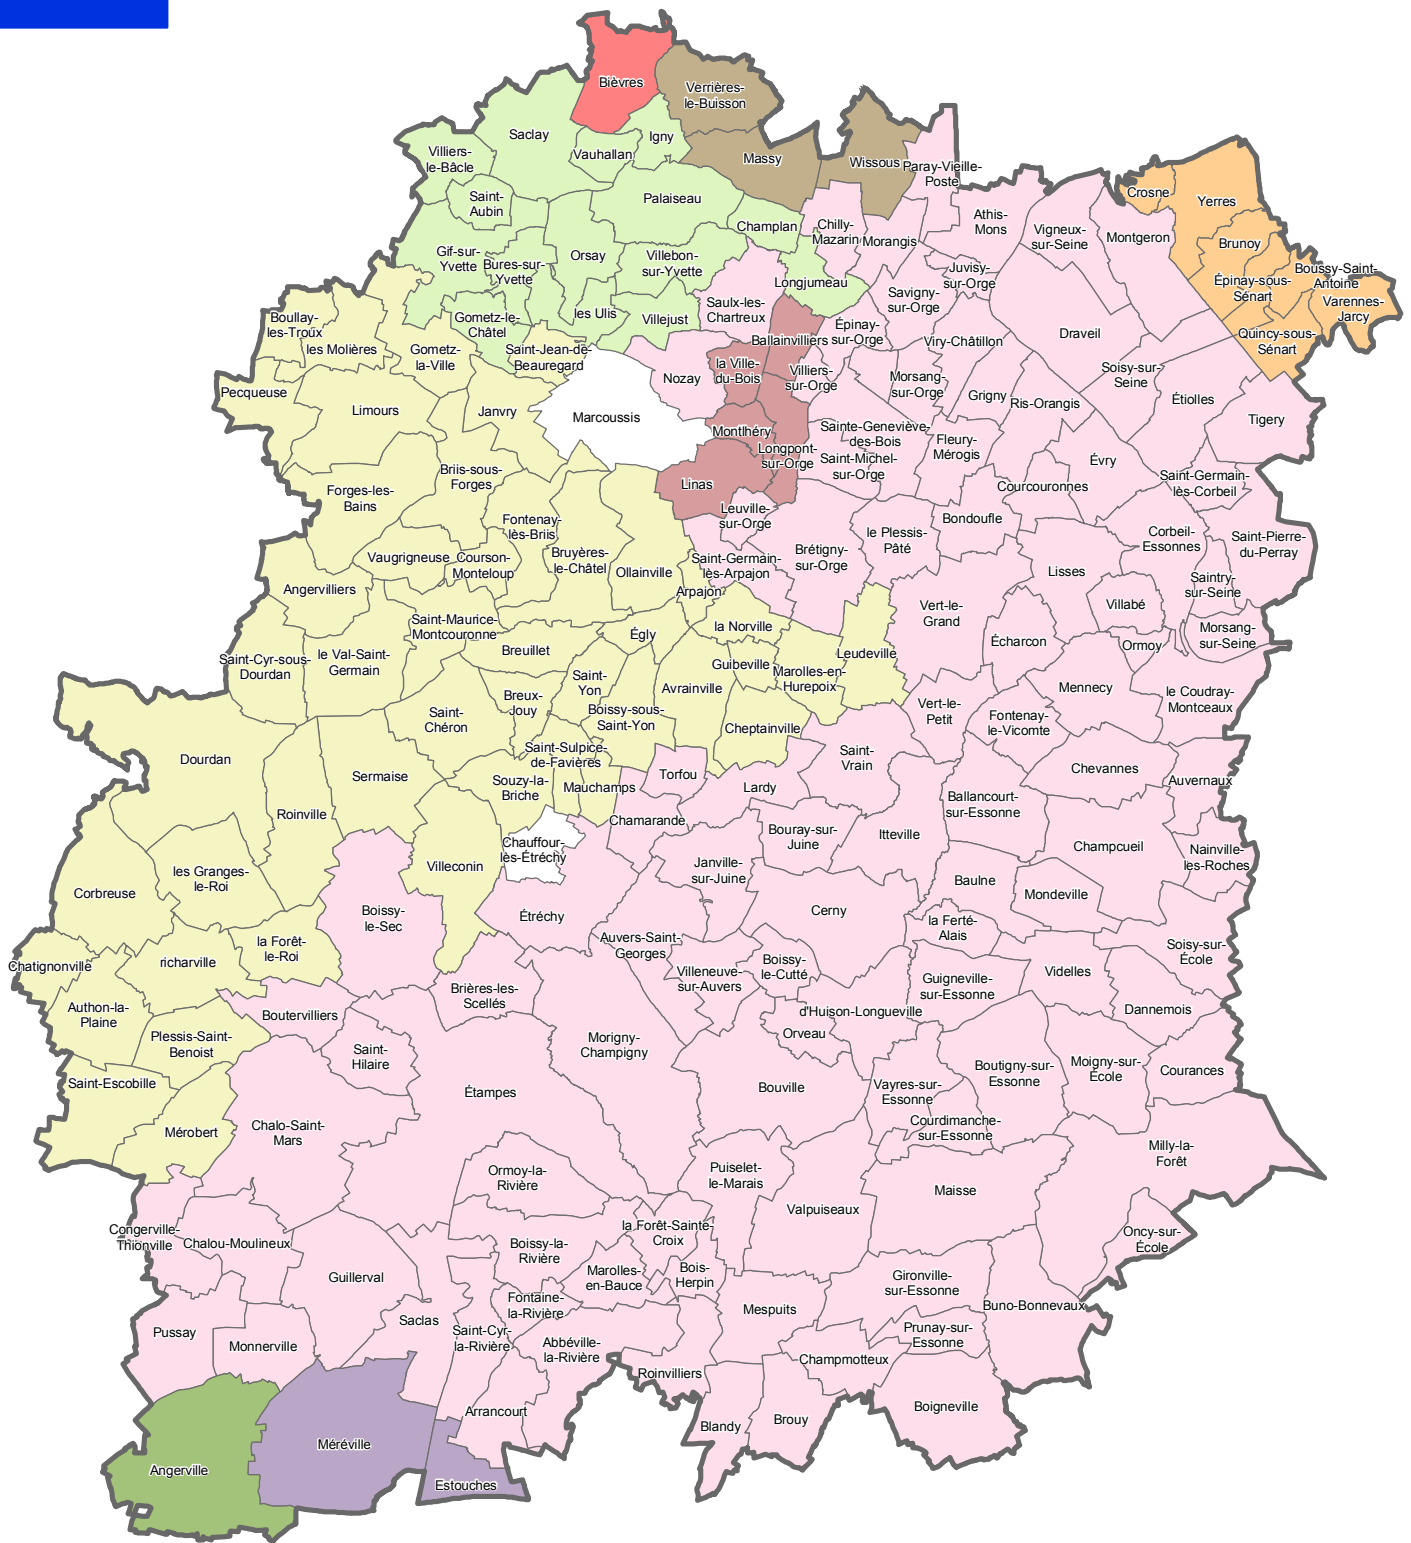 Bièvres
Verrières-
le-Buisson
Saclay
Igny
Vauhallan
Massy
Wissous
Villiers-
le-Bâcle
Paray-Vieille-
Poste
Crosne
Yerres
Saint-
Aubin
Palaiseau
Champlan
Chilly-
Mazarin
Morangis
Athis-
Mons
Vigneux-
sur-Seine
Montgeron
Brunoy
Gif-sur-
Yvette
Bures-sur-
Yvette
Orsay
Villebon-
sur-Yvette
Longjumeau
Juvisy-
sur-Orge
Savigny-
sur-Orge
Épinay-sous-
Sénart
Boussy-Saint-
Antoine
Varennes-
Jarcy
Boullay-
les-Troux
les Molières
Gometz-le-
Châtel
les Ulis
Villejust
Saulx-les-
Chartreux
Ballainvilliers
Épinay-
sur-Orge
Viry-Châtillon
Draveil
Quincy-sous-
Sénart
Gometz-
la-Ville
Saint-Jean-de-
Beauregard
Pecqueuse
Limours
Janvry
Marcoussis
Nozay
la Ville-
du-Bois
Villiers-
sur-Orge
Morsang-
sur-Orge
Grigny
Ris-Orangis
Soisy-sur-
Seine
Étiolles
Tigery
Montlhéry
Longpont-
sur-Orge
Sainte-Geneviève-
des-Bois
Saint-Michel-
sur-Orge
Fleury-
Mérogis
Évry
Courcouronnes
Saint-Germain-
lès-Corbeil
Forges-les-
Bains
Briis-sous-
Forges
Linas
Leuville-
sur-Orge
Fontenay-
lès-Briis
Bruyères-
le-Châtel
Ollainville
Saint-Germain-
lès-Arpajon
Brétigny-
sur-Orge
le Plessis-
Pâté
Bondoufle
Lisses
Corbeil-
Essonnes
Saint-Pierre-
du-Perray
Vaugrigneuse
Courson-
Monteloup
Angervilliers
Arpajon
Saintry-
sur-Seine
Villabé
Vert-le-
Grand
Écharcon
Ormoy
Morsang-
sur-Seine
Saint-Maurice-
Montcouronne
Breuillet
Égly
la Norville
Guibeville
Marolles-en-
Hurepoix
Leudeville
Saint-Cyr-sous-
Dourdan
le Val-Saint-
Germain
Saint-
Yon
Avrainville
Breux-
Jouy
Boissy-sous-
Saint-Yon
Cheptainville
Vert-le-
Petit
Fontenay-
le-Vicomte
Mennecy
le Coudray-
Montceaux
Saint-
Chéron
Saint-Sulpice-
de-Favières
Saint-
Vrain
Dourdan
Sermaise
Souzy-la-
Briche
Mauchamps
Torfou
Lardy
Chevannes
Auvernaux
Roinville
Chamarande
Bouray-sur-
Juine
Itteville
Ballancourt-
sur-Essonne
Champcueil
Nainville-
les-Roches
Chauffour-
lès-Étréchy
Villeconin
Janville-
sur-Juine
les Granges-
le-Roi
Corbreuse
Baulne
Mondeville
Boissy-
le-Sec
Étréchy
Cerny
la Ferté-
Alais
Auvers-Saint-
Georges
la Forêt-
le-Roi
Soisy-sur-
École
Chatignonville
richarville
Villeneuve-
sur-Auvers
Boissy-
le-Cutté
Guigneville-
sur-Essonne
Videlles
Brières-les-
Scellés
Authon-la-
Plaine
Boutervilliers
d'Huison-Longueville
Dannemois
Plessis-Saint-
Benoist
Saint-
Hilaire
Morigny-
Champigny
Orveau
Boutigny-sur-
Essonne
Moigny-sur-
École
Courances
Saint-Escobille
Étampes
Bouville
Vayres-sur-
Essonne
Courdimanche-
sur-Essonne
Mérobert
Chalo-Saint-
Mars
Milly-la-
Forêt
Ormoy-la-
Rivière
Puiselet-
le-Marais
Maisse
Valpuiseaux
Congerville-
Thionville
Chalou-Moulineux
la Forêt-Sainte-
Croix
Oncy-sur-
École
Boissy-la-
Rivière
Guillerval
Marolles-
en-Bauce
Bois-
Herpin
Gironville-
sur-Essonne
Buno-Bonnevaux
Mespuits
Fontaine-
la-Rivière
Saclas
Saint-Cyr-
la-Rivière
Pussay
Monnerville
Abbéville-
la-Rivière
Prunay-sur-
Essonne
Champmotteux
Roinvilliers
Arrancourt
Blandy
Brouy
Boigneville
Méréville
Angerville
Estouches